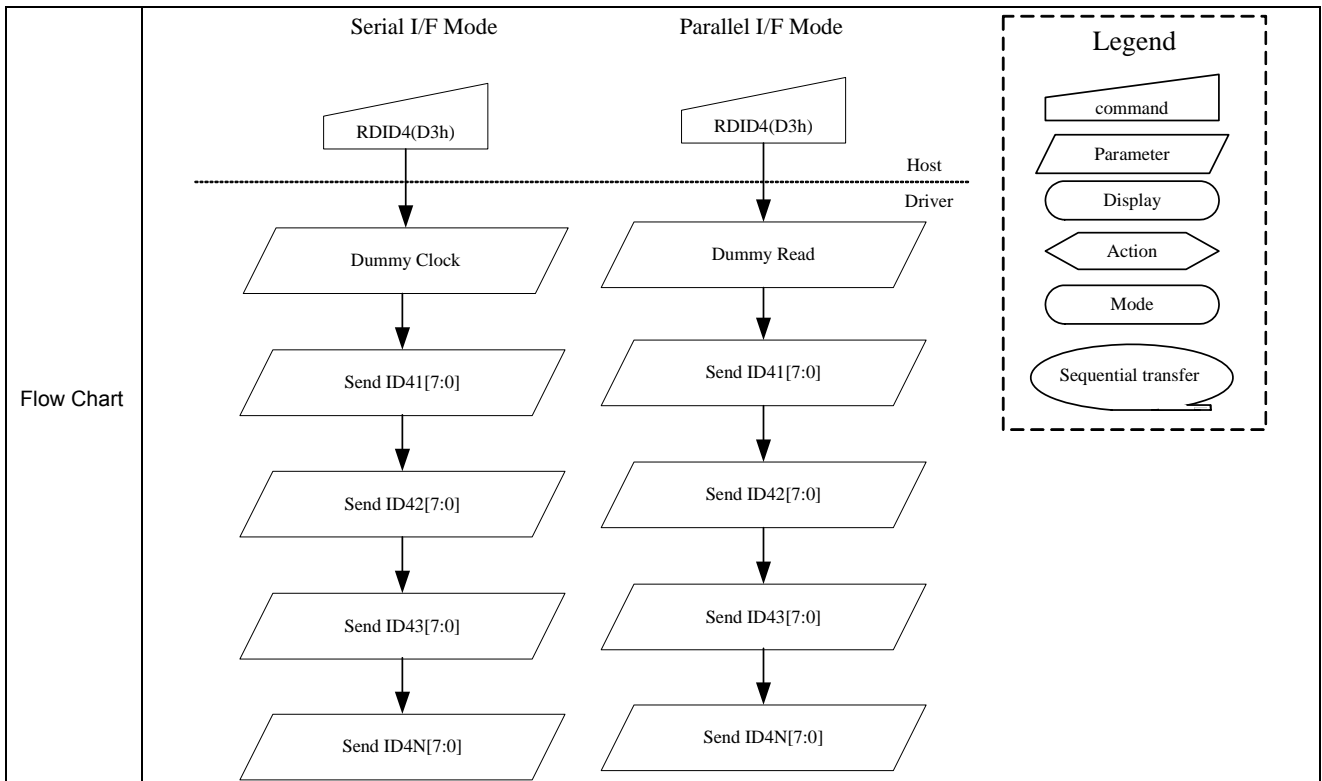 Flow Chart
Serial I/F Mode
RDID4(D3h)
Dummy Clock
Send ID41[7:0]
Send ID42[7:0]
Send ID43[7:0]
Send ID4N[7:0]
Parallel I/F Mode
RDID4(D3h)
Dummy Read
Send ID41[7:0]
Send ID42[7:0]
Send ID43[7:0]
Send ID4N[7:0]
Host
Driver
Legend
command
Parameter
Display
Action
Mode
Sequential transfer